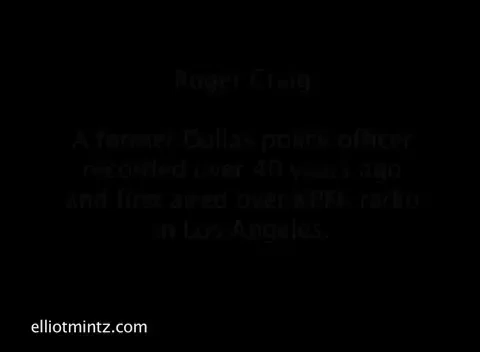 Roger Craig
A former Dallas police officer
recorded over 40 years ago
and first aired over KPFK radio
in Los Angeles.
elliotmintz.com